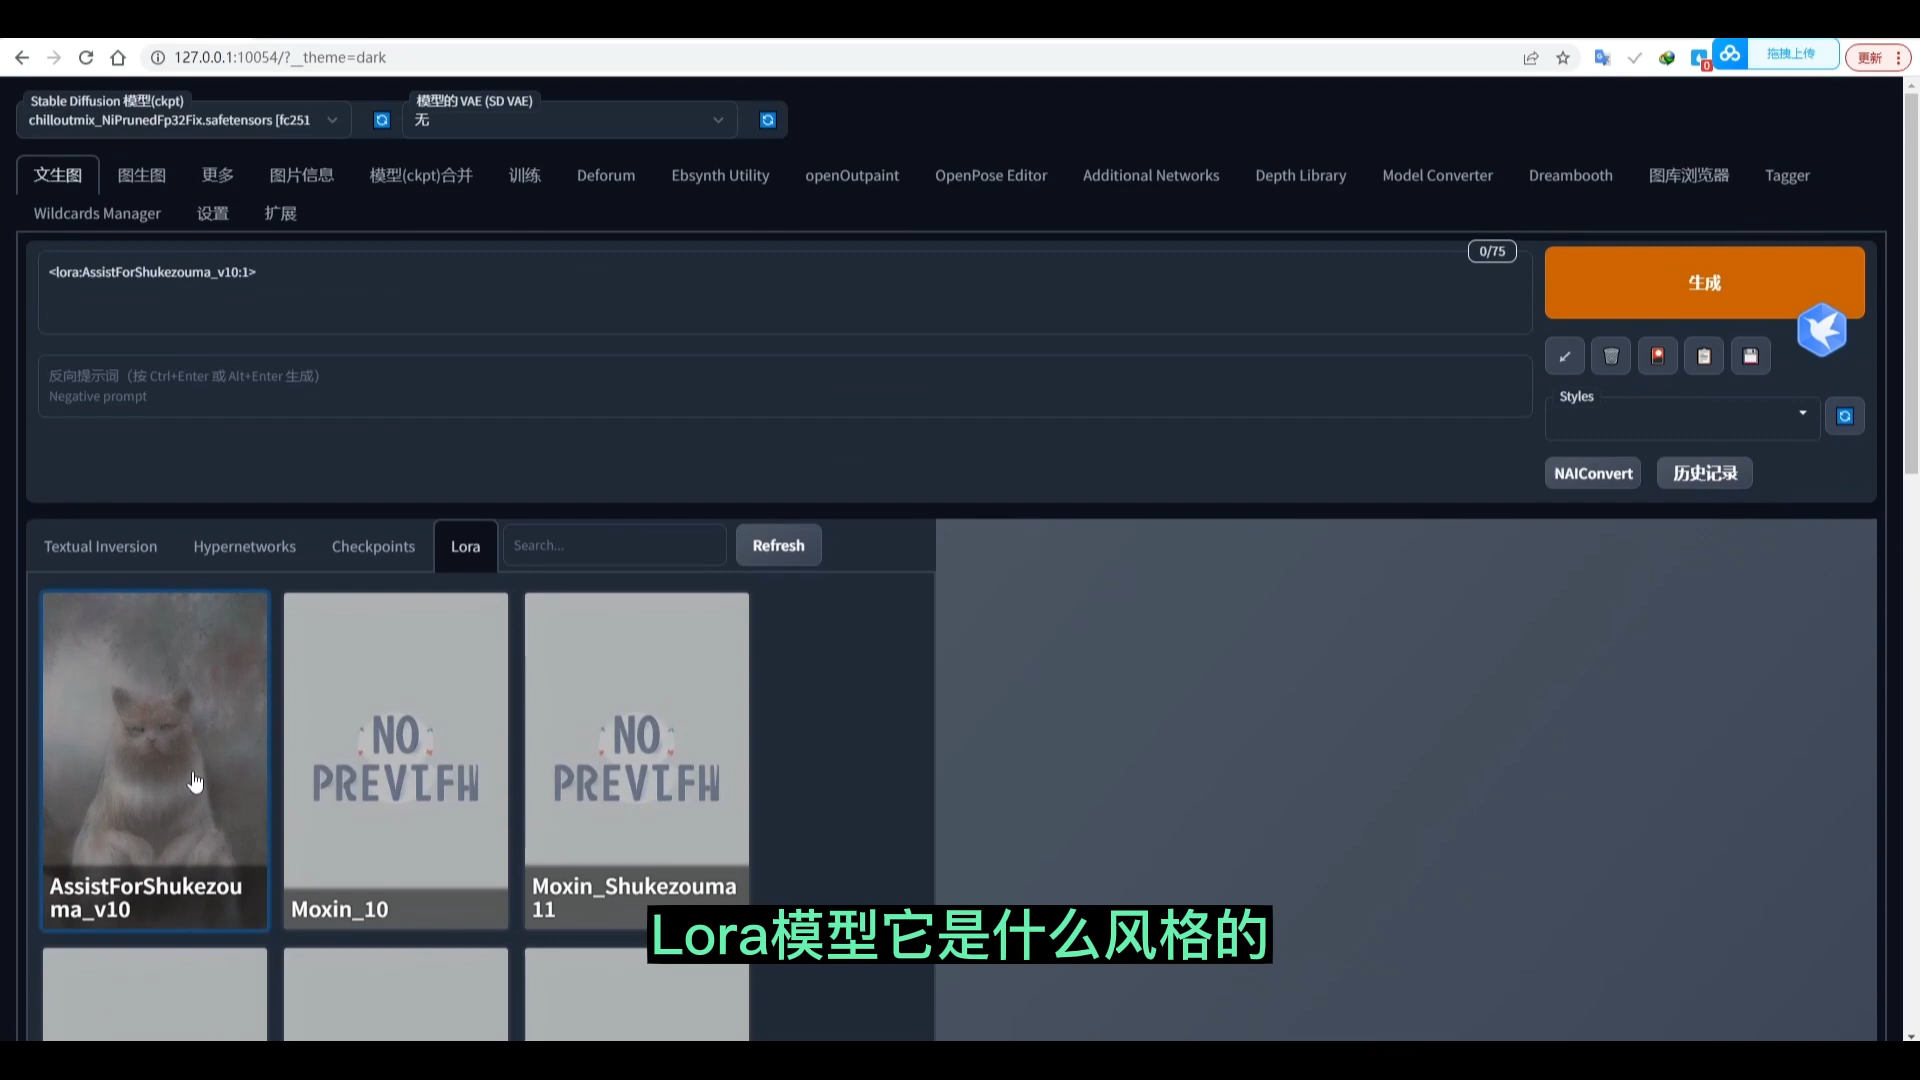 127.0.0.1:10054/?__theme=dark
拖拽上传
更新
0
Stable Diffusion 模型(ckpt)
chilloutmix_NiPrunedFp32Fix.safetensors [fc251
模型的 VAE (SD VAE)
无
文生图 图生图 更多 图片信息 模型(ckpt)合并 训练 Deforum Ebsynth Utility openOutpaint OpenPose Editor Additional Networks Depth Library Model Converter Dreambooth 图库浏览器 Tagger
Wildcards Manager 设置 扩展
0/75
<lora:AssistForShukezouma_v10:1>
生成
反向提示词（按 Ctrl+Enter 或 Alt+Enter 生成）
Negative prompt
Styles
NAIConvert 历史记录
Textual Inversion Hypernetworks Checkpoints Lora Search... Refresh
NO
PREVIEW
NO
PREVIEW
AssistForShukezou
ma_v10
Moxin_10
Moxin_Shukezouma
11
Lora模型它是什么风格的